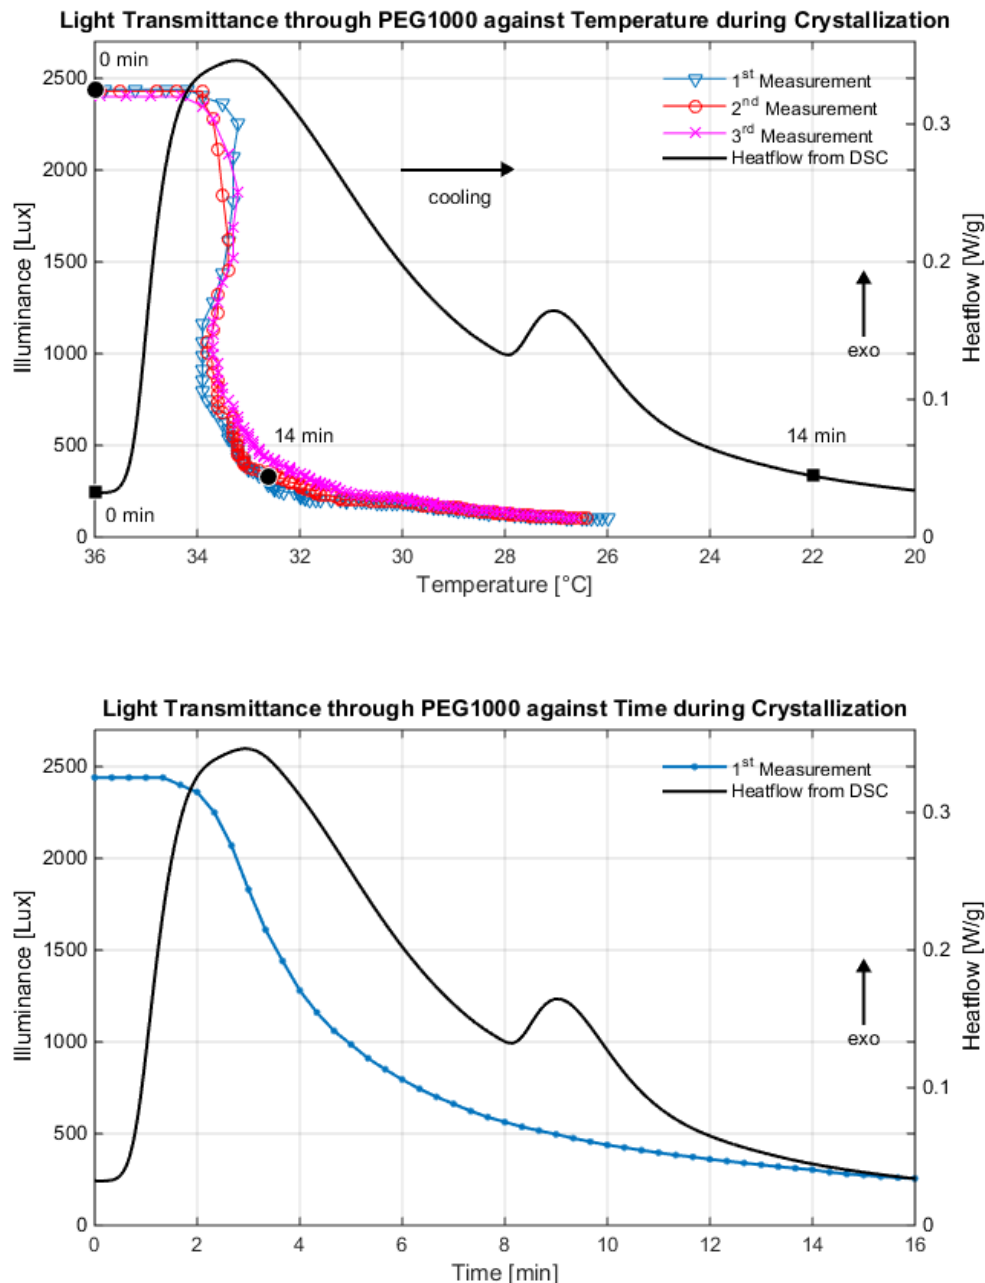 Light Transmittance through PEG1000 against Temperature during Crystallization
0 min
2500
2000
1500
1000
500
0
Illuminance [Lux]
1st Measurement
2nd Measurement
3rd Measurement
Heatflow from DSC
cooling
exo
14 min
14 min
0 min
0.3
0.2
0.1
0
Heatflow [W/g]
36 34 32 30 28 26 24 22 20
Temperature [°C]
Light Transmittance through PEG1000 against Time during Crystallization
2500
2000
1500
1000
500
0
Illuminance [Lux]
1st Measurement
Heatflow from DSC
exo
0.3
0.2
0.1
0
Heatflow [W/g]
0 2 4 6 8 10 12 14 16
Time [min]